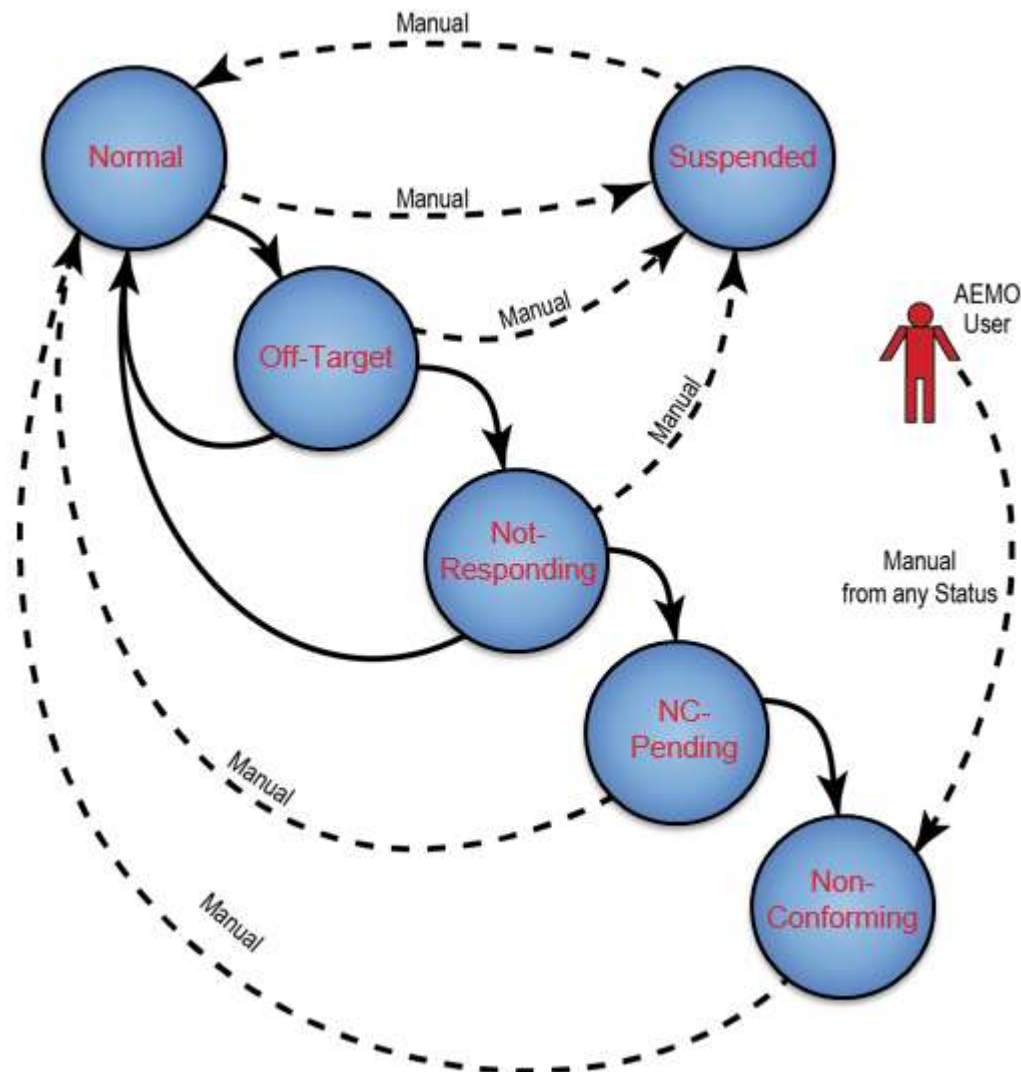 Manual
Normal
Suspended
Manual
Manual
AEMO
User
Off-Target
Manual
Not-
Responding
Manual
from any Status
NC-
Pending
Manual
Non-
Conforming
Manual